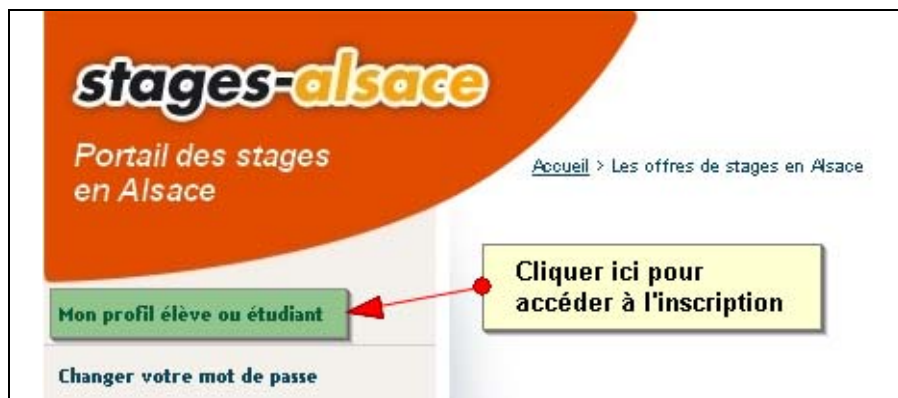 stages-alsace
Portail des stages
en Alsace
Accueil > Les offres de stages en Alsace
Cliquer ici pour
accéder à l'inscription
Mon profil élève ou étudiant
Changer votre mot de passe